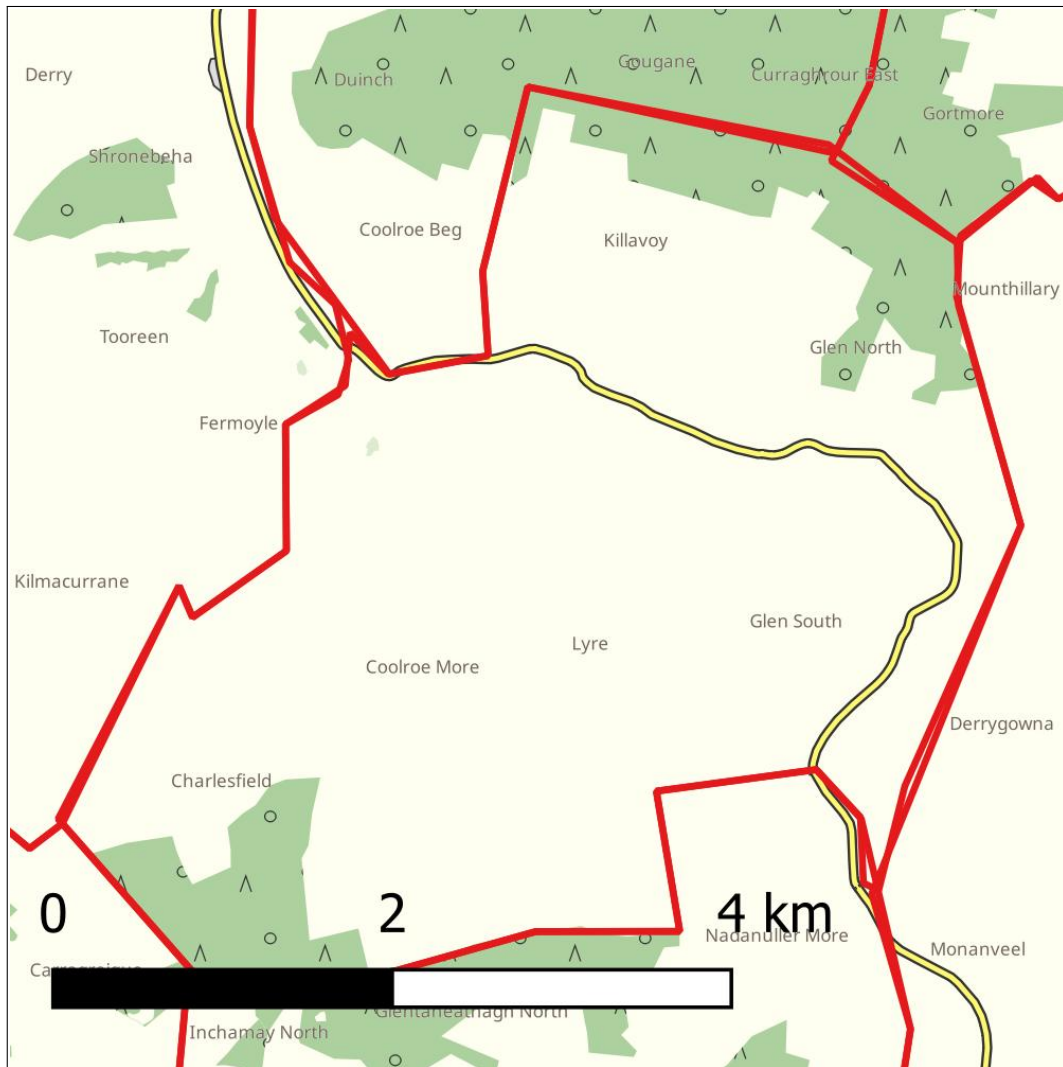 Gougane
Derry
Duinch
Curraghrour East
Gortmore
Shronebeha
Coolroe Beg
Killavoy
Mounthillary
Tooreen
Glen North
Fermoyle
Kilmacurrane
Glen South
Lyre
Coolroe More
Derrygowna
Charlesfield
0 2 4 km
Nadanuller More
Monanveel
Glentaneathagh North
Inchamay North